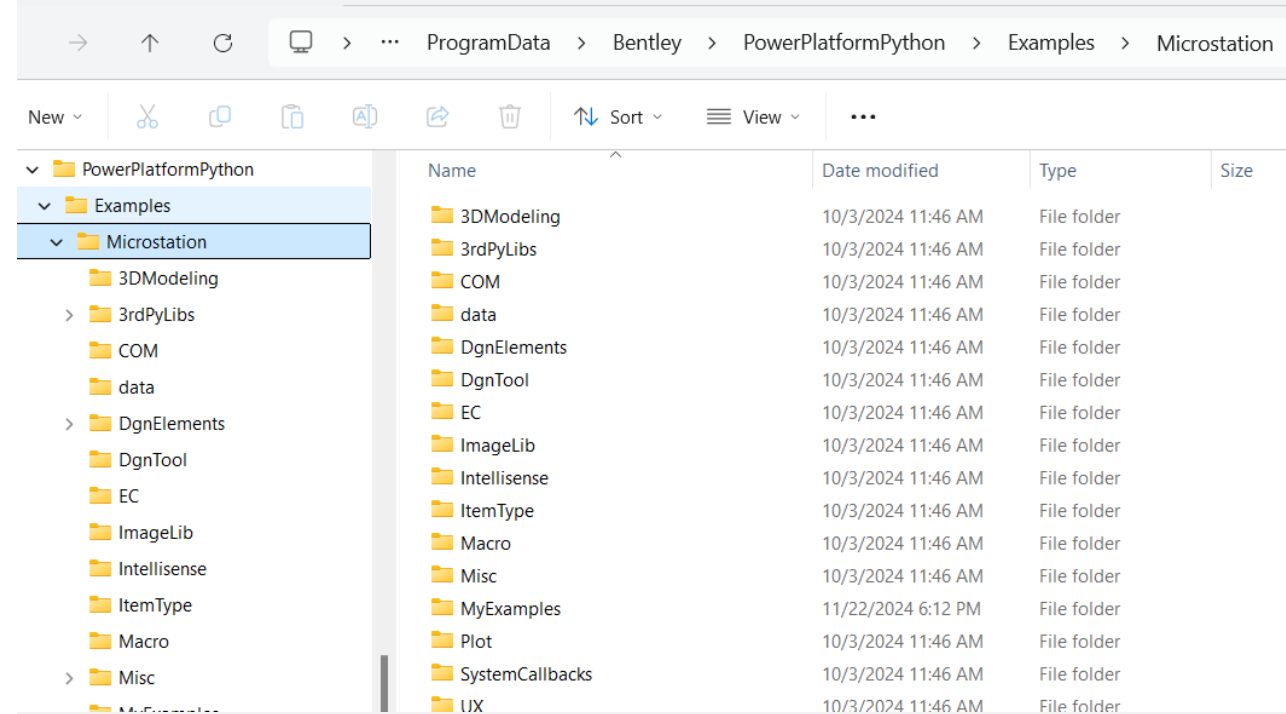 ProgramData > Bentley > PowerPlatformPython > Examples > Microstation
New Sort View
PowerPlatformPython
Examples
Microstation
3DModeling
3rdPyLibs
COM
data
DgnElements
DgnTool
EC
ImageLib
Intellisense
ItemType
Macro
Misc
MyExamples
Name Date modified Type Size
3DModeling 10/3/2024 11:46 AM File folder
3rdPyLibs 10/3/2024 11:46 AM File folder
COM 10/3/2024 11:46 AM File folder
data 10/3/2024 11:46 AM File folder
DgnElements 10/3/2024 11:46 AM File folder
DgnTool 10/3/2024 11:46 AM File folder
EC 10/3/2024 11:46 AM File folder
ImageLib 10/3/2024 11:46 AM File folder
Intellisense 10/3/2024 11:46 AM File folder
ItemType 10/3/2024 11:46 AM File folder
Macro 10/3/2024 11:46 AM File folder
Misc 10/3/2024 11:46 AM File folder
MyExamples 11/22/2024 6:12 PM File folder
Plot 10/3/2024 11:46 AM File folder
SystemCallbacks 10/3/2024 11:46 AM File folder
UX 10/3/2024 11:46 AM File folder